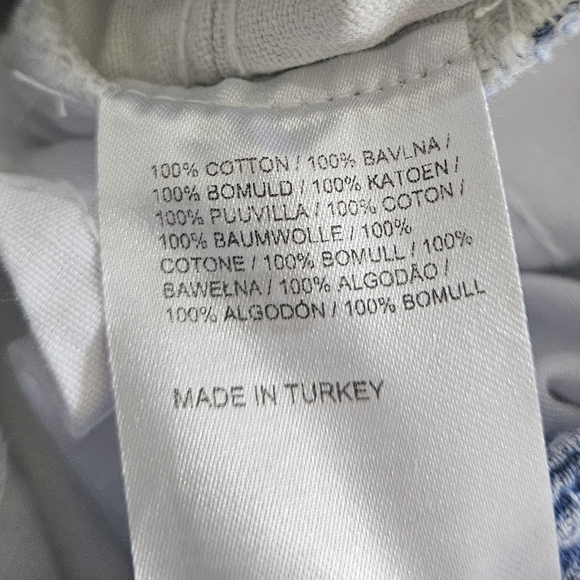 100% COTTON / 100% BAVLNA /
100% BOMULD / 100% KATOEN /
100% PUUVILLA / 100% COTON /
100% BAUMWOLLE / 100%
COTONE / 100% BOMULL / 100%
BAWEŁNA / 100% ALGODÃO /
100% ALGODÓN / 100% BOMULL
MADE IN TURKEY